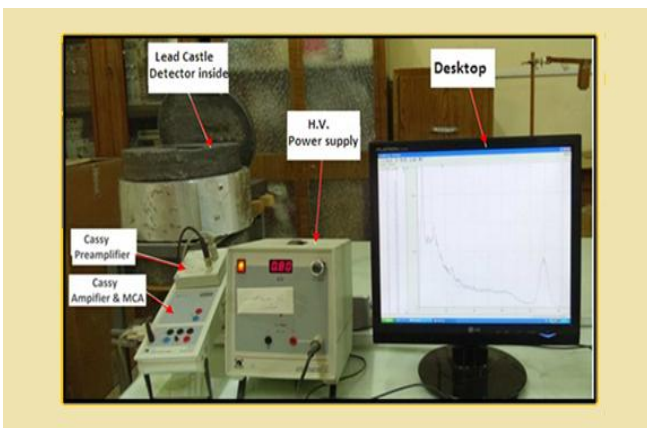 Lead Castle
Detector inside
Desktop
H.V.
Power supply
Cassy
Preamplifier
Cassy
Ampifier & MCA
0.80
LG